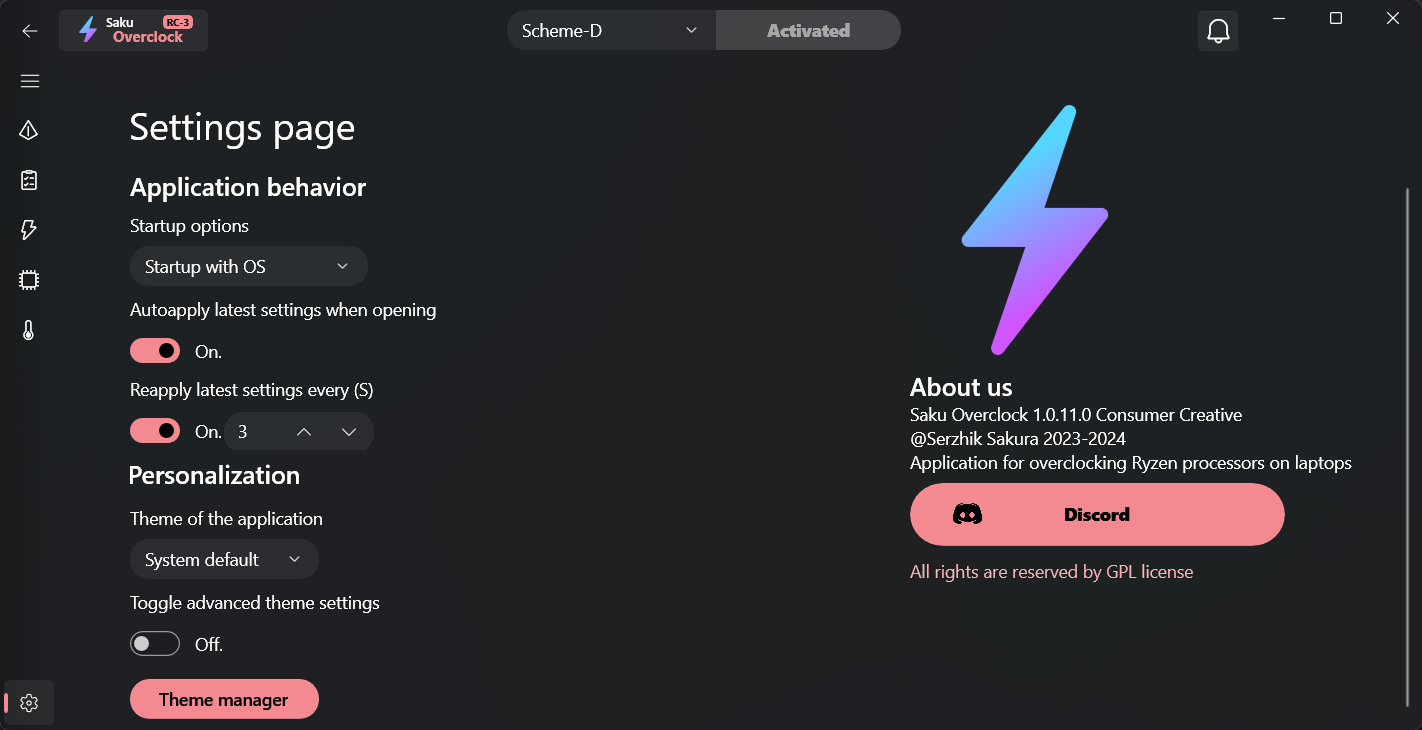 Saku RC-3
Overclock
Scheme-D
Activated
Settings page
Application behavior
Startup options
Startup with OS
Autoapply latest settings when opening
On.
Reapply latest settings every (S)
On. 3
Personalization
Theme of the application
System default
Toggle advanced theme settings
Off.
Theme manager
About us
Saku Overclock 1.0.11.0 Consumer Creative
@Serzhik Sakura 2023-2024
Application for overclocking Ryzen processors on laptops
Discord
All rights are reserved by GPL license